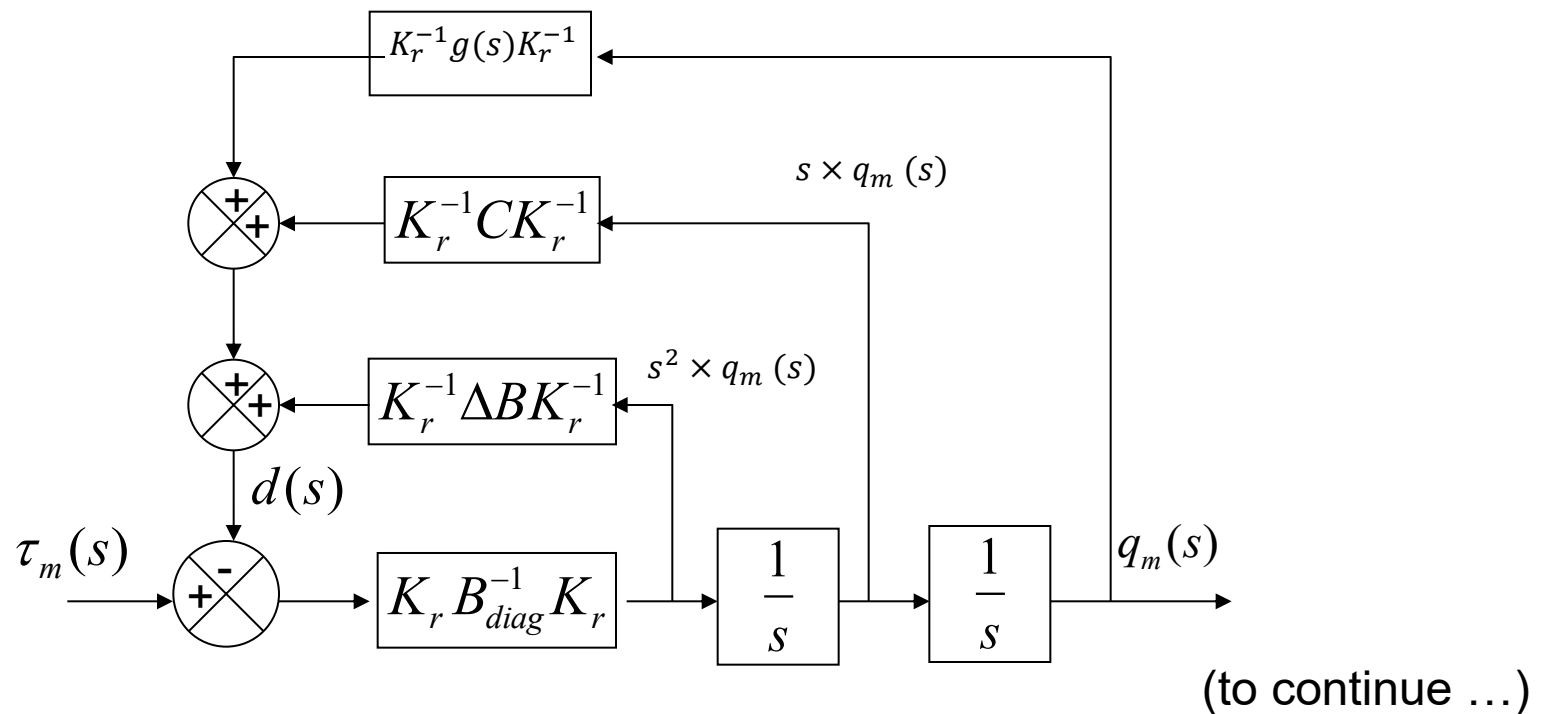 K_r^{-1} g(s) K_r^{-1}
s × q_m (s)
+
+
K_r^{-1} C K_r^{-1}
s^2 × q_m (s)
+
+
K_r^{-1} ΔB K_r^{-1}
d(s)
τ_m(s)
-
+
K_r B_{diag}^{-1} K_r
1/s
1/s
q_m(s)
(to continue …)